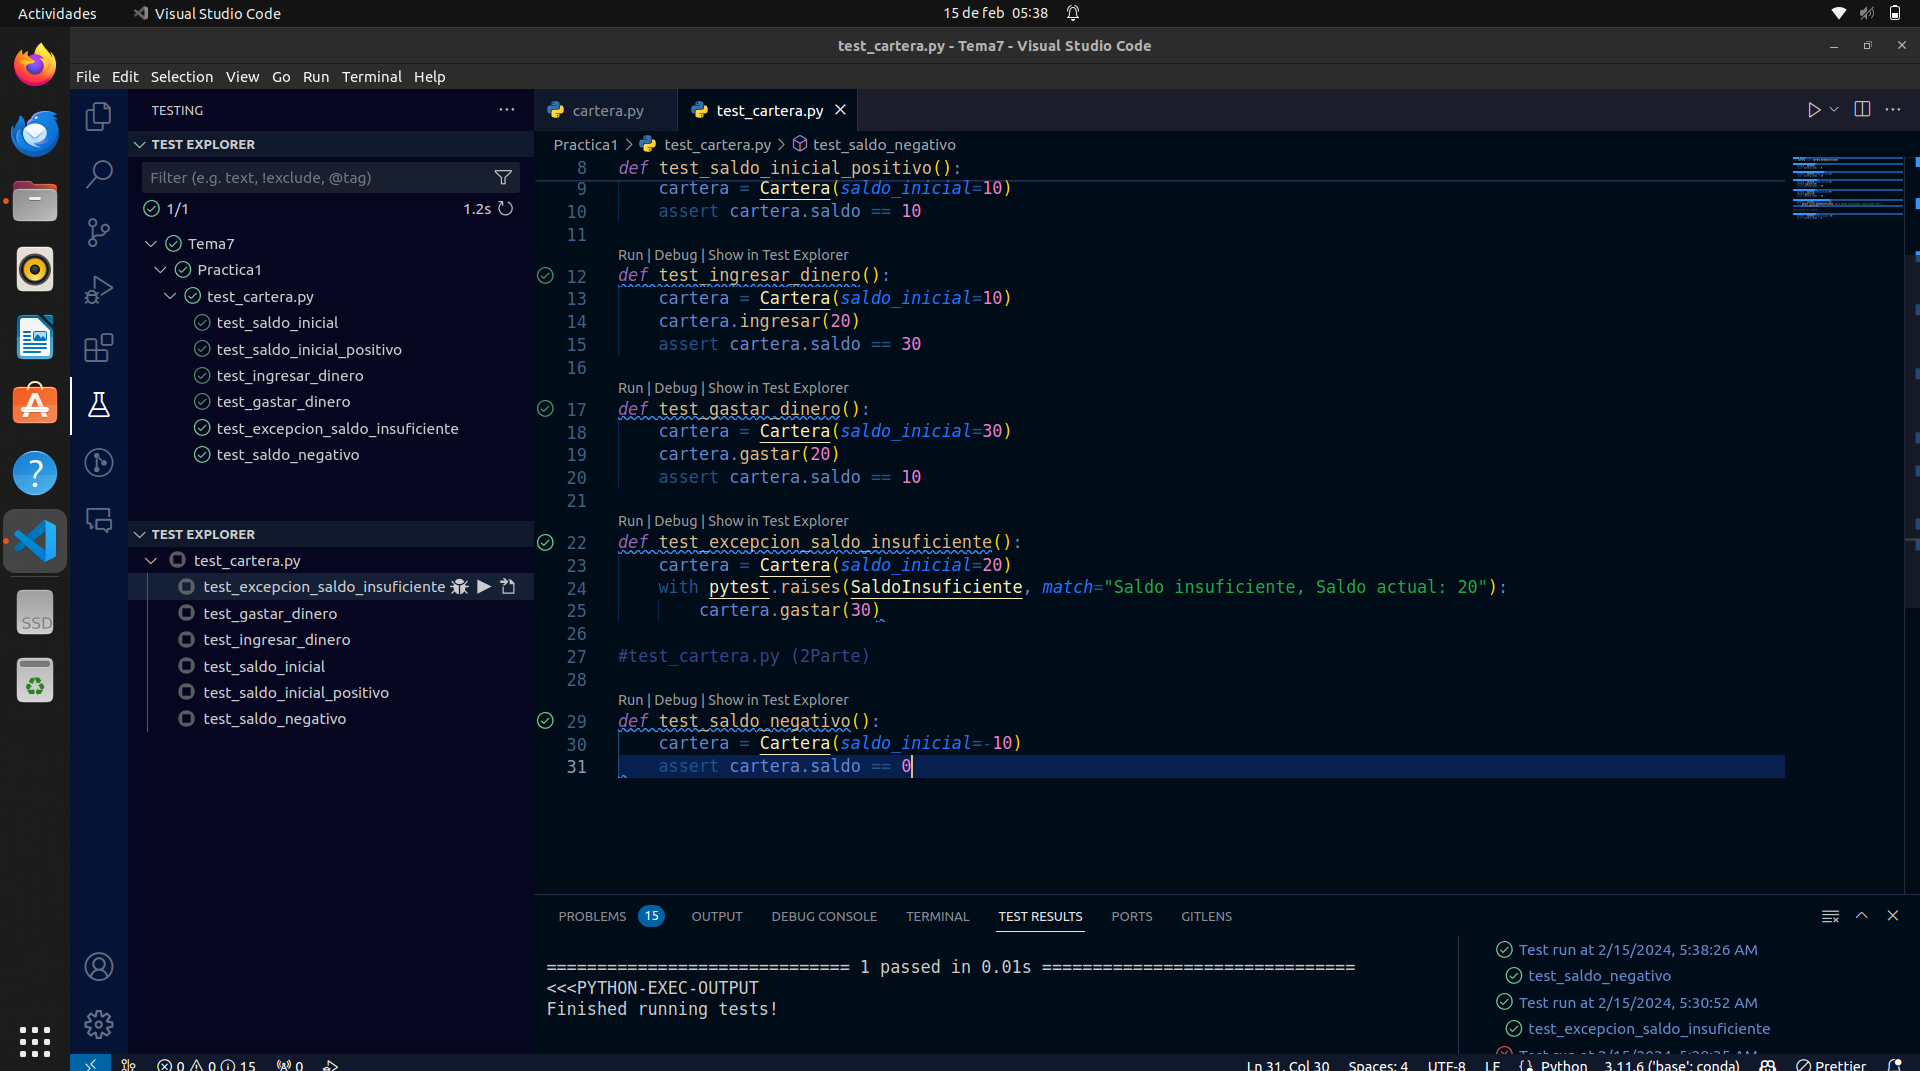 Actividades
Visual Studio Code
15 de feb 05:38
test_cartera.py - Tema7 - Visual Studio Code
File Edit Selection View Go Run Terminal Help
TESTING
TEST EXPLORER
Filter (e.g. text, !exclude, @tag)
1/1
1.2s
Tema7
Practica1
test_cartera.py
test_saldo_inicial
test_saldo_inicial_positivo
test_ingresar_dinero
test_gastar_dinero
test_excepcion_saldo_insuficiente
test_saldo_negativo
TEST EXPLORER
test_cartera.py
test_excepcion_saldo_insuficiente
test_gastar_dinero
test_ingresar_dinero
test_saldo_inicial
test_saldo_inicial_positivo
test_saldo_negativo
SSD
cartera.py
test_cartera.py
Practica1 > test_cartera.py > test_saldo_negativo
8 def test_saldo_inicial_positivo():
9 cartera = Cartera(saldo_inicial=10)
10 assert cartera.saldo == 10
11
Run | Debug | Show in Test Explorer
12 def test_ingresar_dinero():
13 cartera = Cartera(saldo_inicial=10)
14 cartera.ingresar(20)
15 assert cartera.saldo == 30
16
Run | Debug | Show in Test Explorer
17 def test_gastar_dinero():
18 cartera = Cartera(saldo_inicial=30)
19 cartera.gastar(20)
20 assert cartera.saldo == 10
21
Run | Debug | Show in Test Explorer
22 def test_excepcion_saldo_insuficiente():
23 cartera = Cartera(saldo_inicial=20)
24 with pytest.raises(SaldoInsuficiente, match="Saldo insuficiente, Saldo actual: 20"):
25 cartera.gastar(30)
26
27 #test_cartera.py (2Parte)
28
Run | Debug | Show in Test Explorer
29 def test_saldo_negativo():
30 cartera = Cartera(saldo_inicial=-10)
31 assert cartera.saldo == 0
PROBLEMS 15 OUTPUT DEBUG CONSOLE TERMINAL TEST RESULTS PORTS GITLENS
============================== 1 passed in 0.01s ===============================
<<<PYTHON-EXEC-OUTPUT
Finished running tests!
Test run at 2/15/2024, 5:38:26 AM
test_saldo_negativo
Test run at 2/15/2024, 5:30:52 AM
test_excepcion_saldo_insuficiente
0 0 15 0
Ln 31, Col 30 Spaces: 4 UTF-8 LF Python 3.11.6 ('base': conda) Prettier